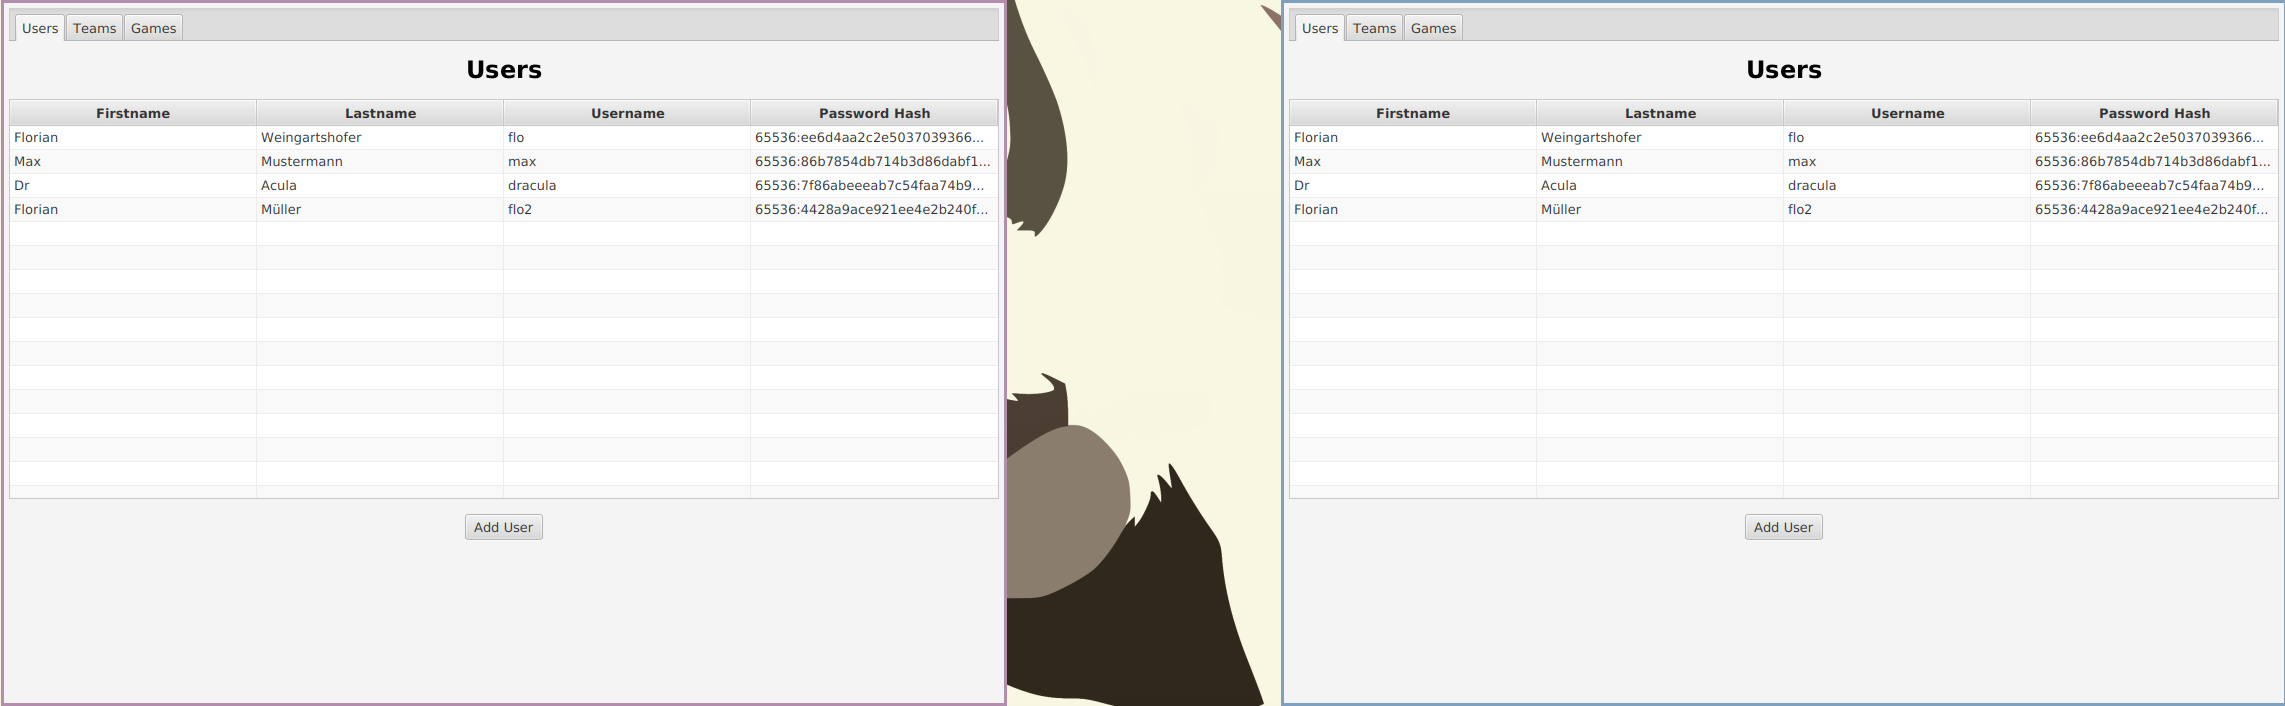 Users Teams Games
Users
Firstname Lastname Username Password Hash
Florian Weingartshofer flo 65536:ee6d4aa2c2e5037039366...
Max Mustermann max 65536:86b7854db714b3d86dabf1...
Dr Acula dracula 65536:7f86abeeeab7c54faa74b9...
Florian Müller flo2 65536:4428a9ace921ee4e2b240f...
Add User
Users Teams Games
Users
Firstname Lastname Username Password Hash
Florian Weingartshofer flo 65536:ee6d4aa2c2e5037039366...
Max Mustermann max 65536:86b7854db714b3d86dabf1...
Dr Acula dracula 65536:7f86abeeeab7c54faa74b9...
Florian Müller flo2 65536:4428a9ace921ee4e2b240f...
Add User